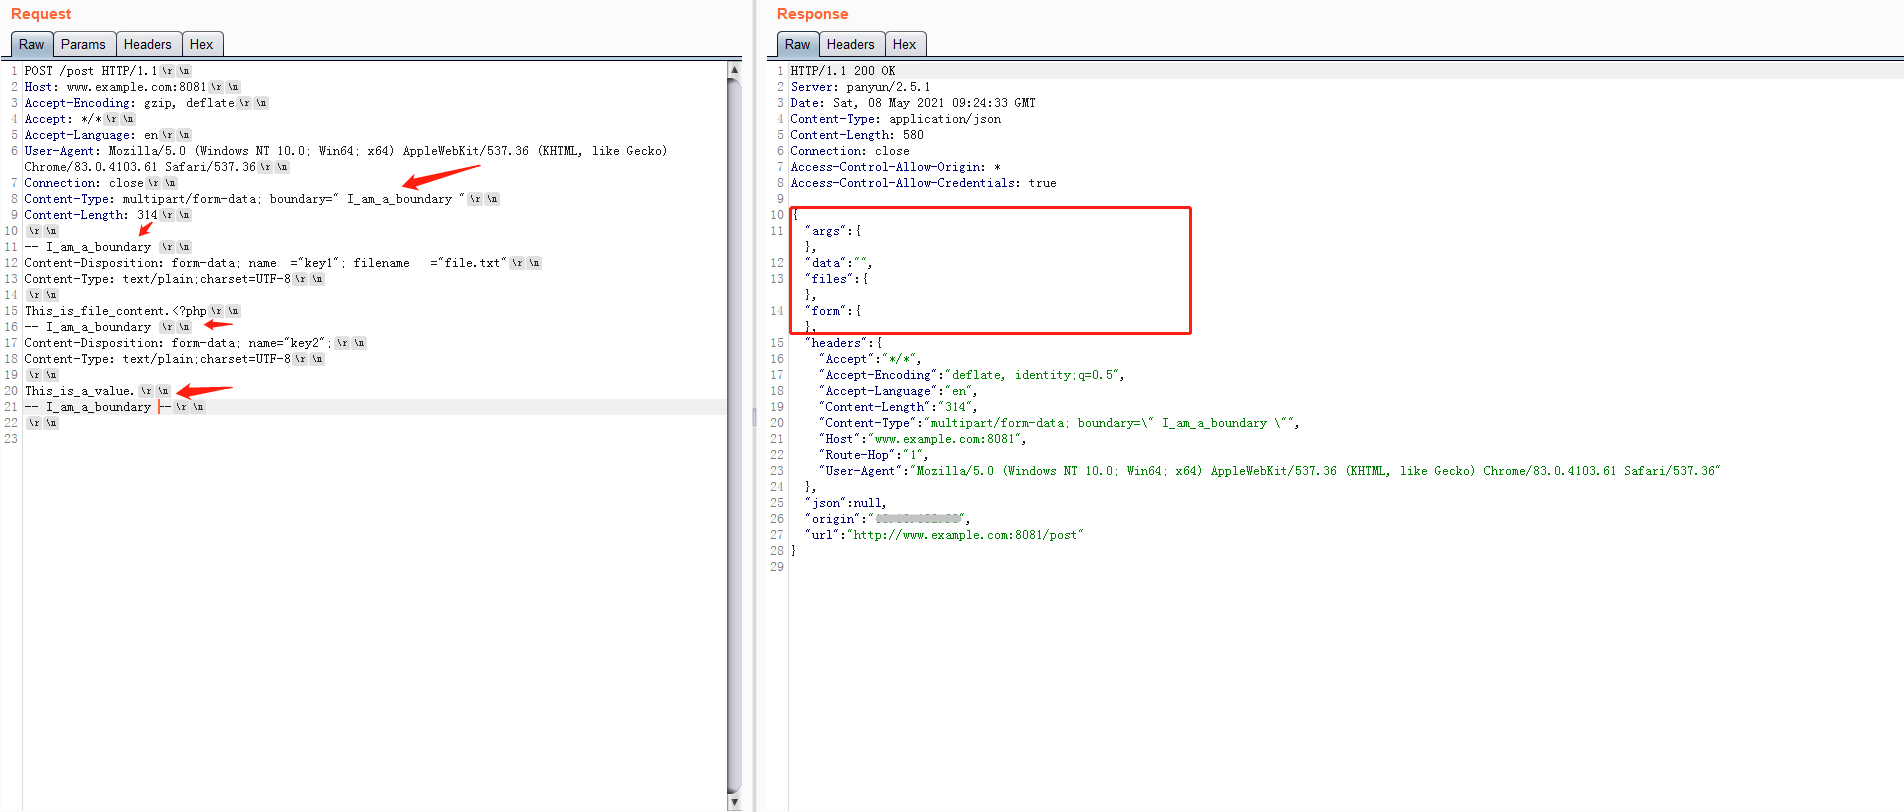 Request
Raw Params Headers Hex
1 POST /post HTTP/1.1\r \n
2 Host: www.example.com:8081\r \n
3 Accept-Encoding: gzip, deflate\r \n
4 Accept: */*\r \n
5 Accept-Language: en\r \n
6 User-Agent: Mozilla/5.0 (Windows NT 10.0; Win64; x64) AppleWebKit/537.36 (KHTML, like Gecko)
Chrome/83.0.4103.61 Safari/537.36\r \n
7 Connection: close\r \n
8 Content-Type: multipart/form-data; boundary=" I_am_a_boundary "\r \n
9 Content-Length: 314\r \n
10 \r \n
11 -- I_am_a_boundary \r \n
12 Content-Disposition: form-data; name  ="key1"; filename   ="file.txt"\r \n
13 Content-Type: text/plain;charset=UTF-8\r \n
14 \r \n
15 This_is_file_content.<?php\r \n
16 -- I_am_a_boundary \r \n
17 Content-Disposition: form-data; name="key2";\r \n
18 Content-Type: text/plain;charset=UTF-8\r \n
19 \r \n
20 This_is_a_value.\r \n
21 -- I_am_a_boundary --\r \n
22 \r \n
23
Response
Raw Headers Hex
1 HTTP/1.1 200 OK
2 Server: panyun/2.5.1
3 Date: Sat, 08 May 2021 09:24:33 GMT
4 Content-Type: application/json
5 Content-Length: 580
6 Connection: close
7 Access-Control-Allow-Origin: *
8 Access-Control-Allow-Credentials: true
9
10 {
11 "args":{
},
12 "data":"",
13 "files":{
},
14 "form":{
},
15 "headers":{
16 "Accept":"*/*",
17 "Accept-Encoding":"deflate, identity;q=0.5",
18 "Accept-Language":"en",
19 "Content-Length":"314",
20 "Content-Type":"multipart/form-data; boundary=\" I_am_a_boundary \"",
21 "Host":"www.example.com:8081",
22 "Route-Hop":"1",
23 "User-Agent":"Mozilla/5.0 (Windows NT 10.0; Win64; x64) AppleWebKit/537.36 (KHTML, like Gecko) Chrome/83.0.4103.61 Safari/537.36"
24 },
25 "json":null,
26 "origin":"",
27 "url":"http://www.example.com:8081/post"
28 }
29